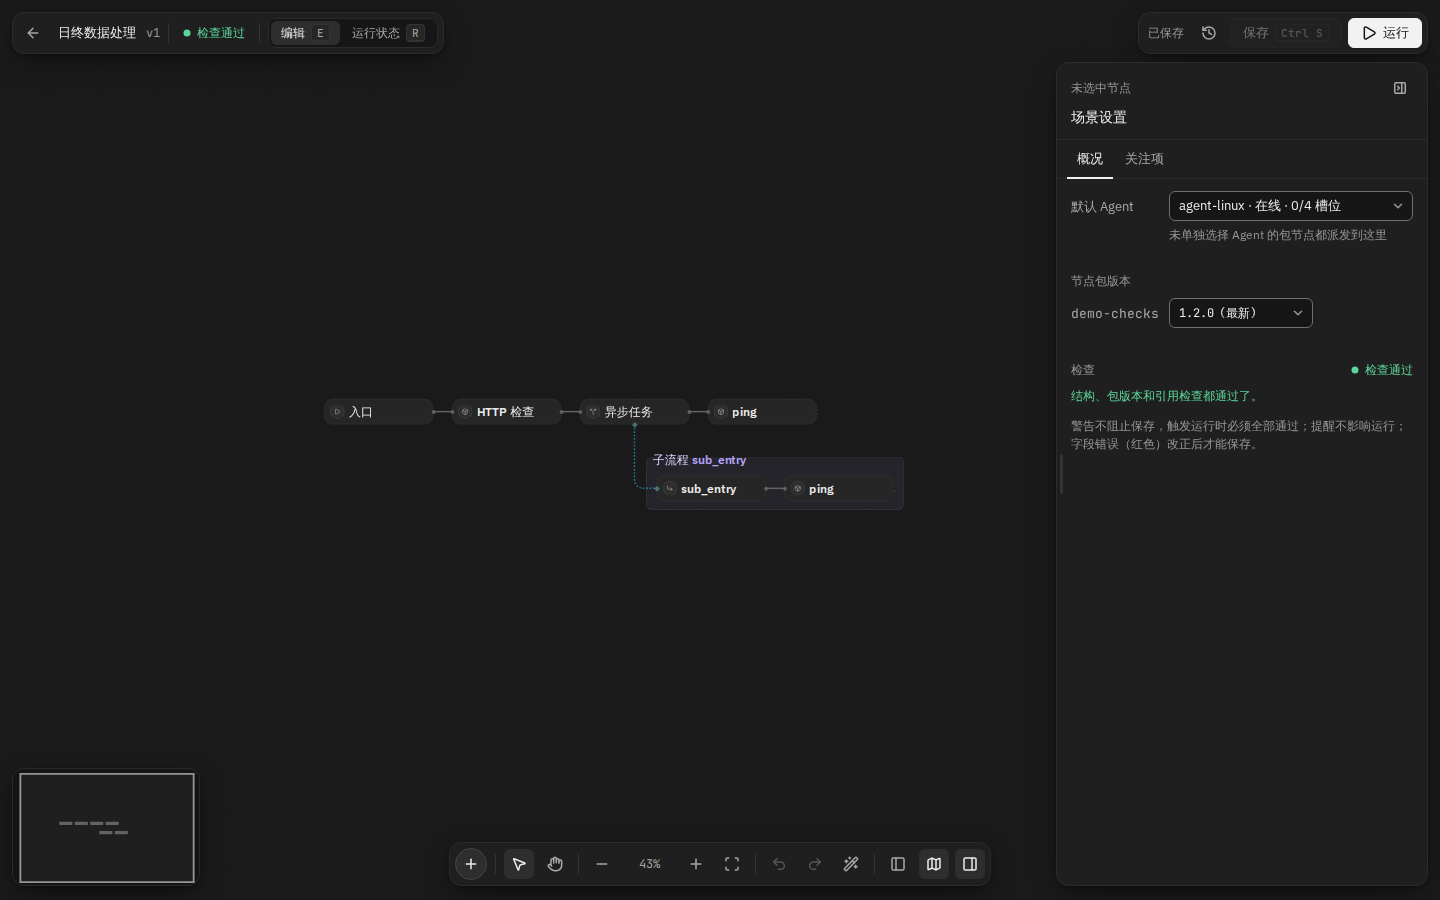 日终数据处理 v1 检查通过 编辑 E 运行状态 R 已保存 保存 Ctrl S 运行
未选中节点
场景设置
概况 关注项
默认 Agent agent-linux · 在线 · 0/4 槽位
未单独选择 Agent 的包节点都派发到这里
节点包版本
demo-checks 1.2.0 (最新)
检查 检查通过
结构、包版本和引用检查都通过了。
警告不阻止保存，触发运行时必须全部通过；提醒不影响运行；
字段错误（红色）改正后才能保存。
入口 HTTP 检查 异步任务 ping
子流程 sub_entry
sub_entry ping
43%